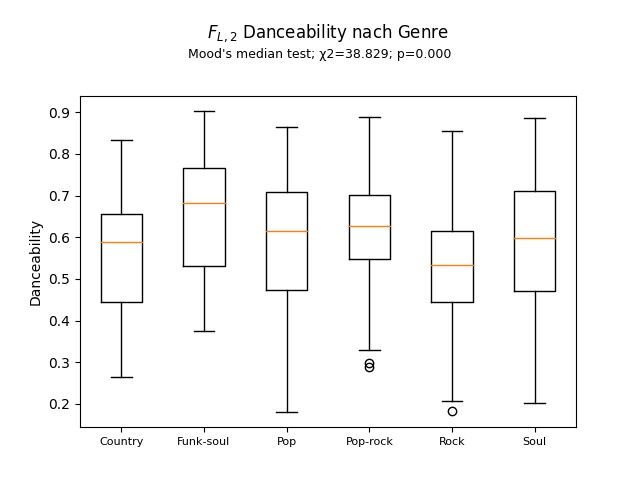 F_{L,2} Danceability nach Genre
Mood's median test; χ2=38.829; p=0.000
0.9
0.8
0.7
0.6
0.5
0.4
0.3
0.2
Danceability
Country Funk-soul Pop Pop-rock Rock Soul